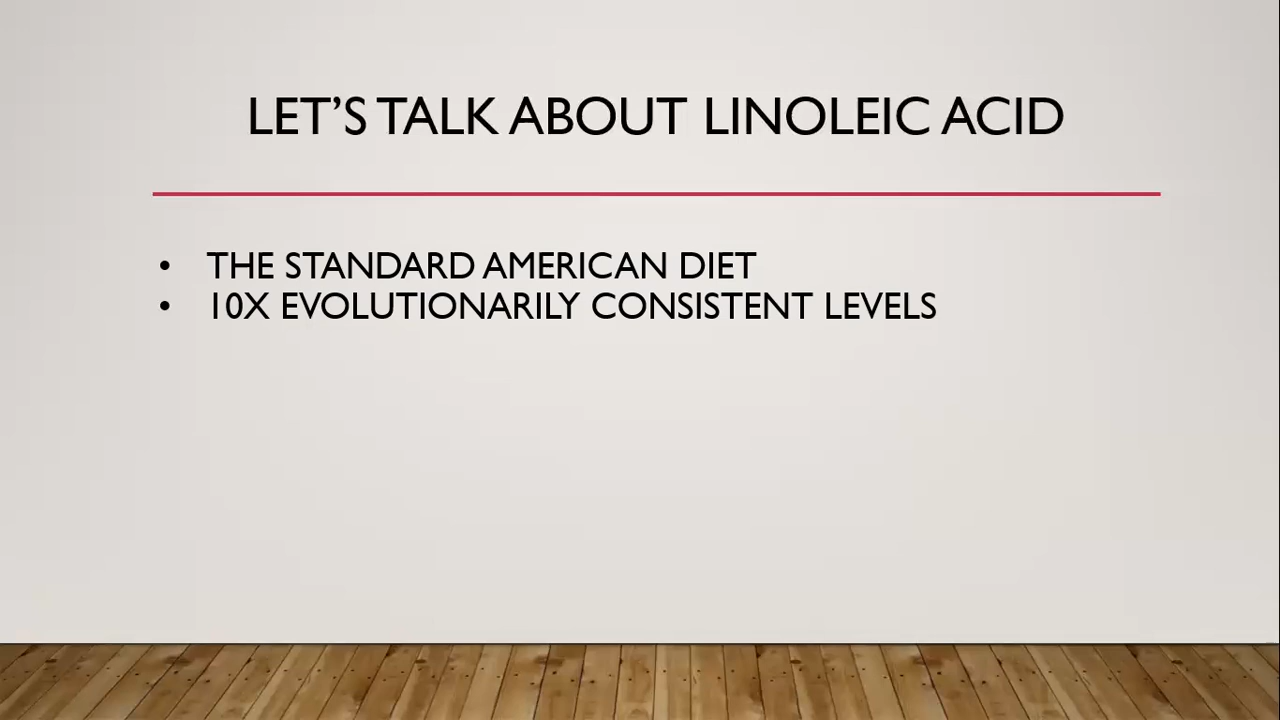 LET’S TALK ABOUT LINOLEIC ACID
• THE STANDARD AMERICAN DIET
• 10X EVOLUTIONARILY CONSISTENT LEVELS